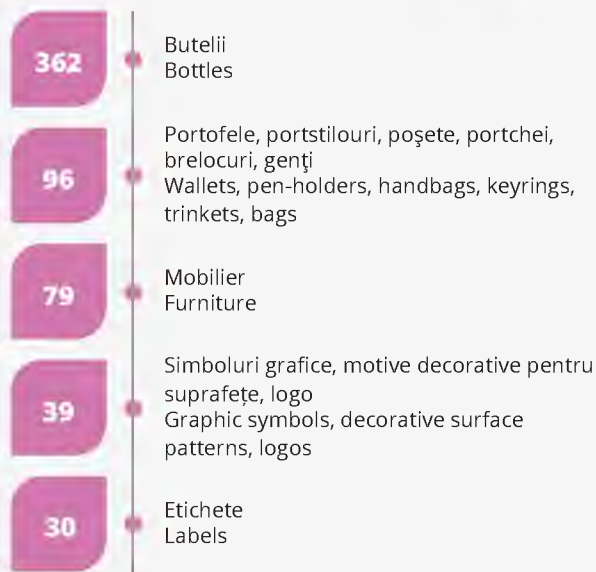 362
Butelii
Bottles
96
Portofele, portstilouri, poşete, portchei,
brelocuri, genţi
Wallets, pen-holders, handbags, keyrings,
trinkets, bags
79
Mobilier
Furniture
39
Simboluri grafice, motive decorative pentru
suprafețe, logo
Graphic symbols, decorative surface
patterns, logos
30
Etichete
Labels